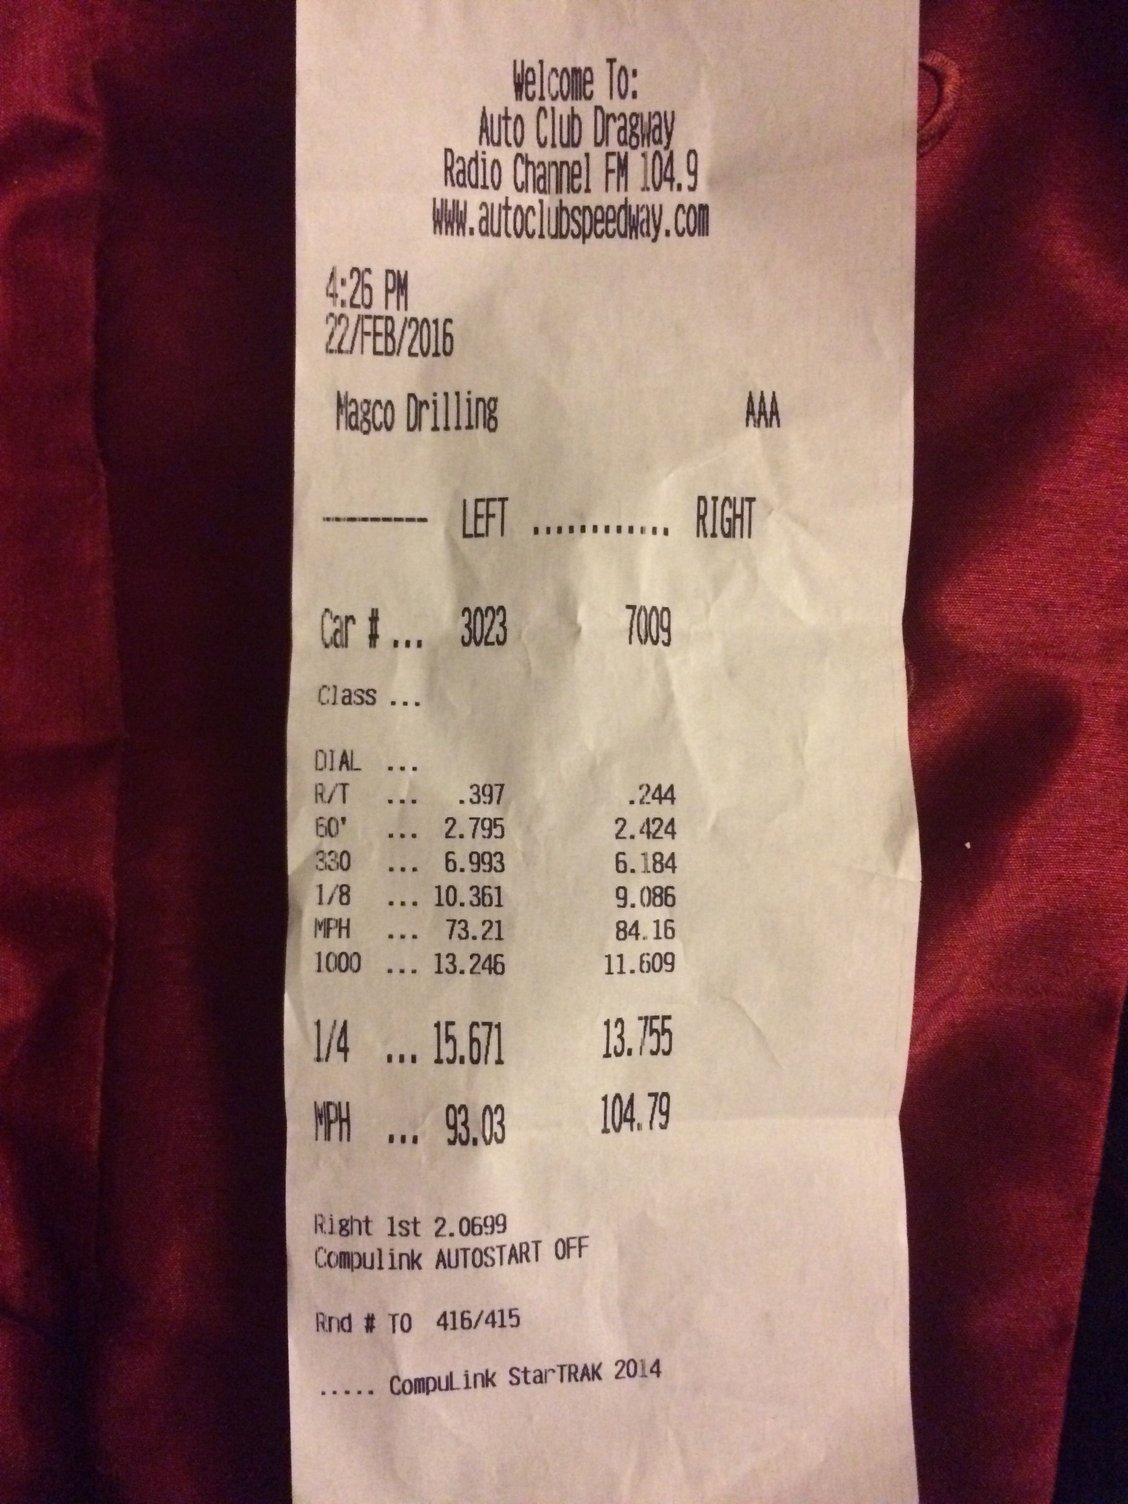 Welcome To:
Auto Club Dragway
Radio Channel FM 104.9
WWW.autoclubspeedway.com
4:26 PM
22/FEB/2016
Magco Drilling AAA
--------- LEFT ............ RIGHT
Car # ... 3023 7009
Class ...
DIAL ...
R/T ... .397 .244
60' ... 2.795 2.424
330 ... 6.993 6.184
1/8 ... 10.361 9.086
MPH ... 73.21 84.16
1000 ... 13.246 11.609
1/4 ... 15.671 13.755
MPH ... 93.03 104.79
Right 1st 2.0699
Compulink AUTOSTART OFF
Rnd # TO 416/415
..... CompuLink StarTRAK 2014